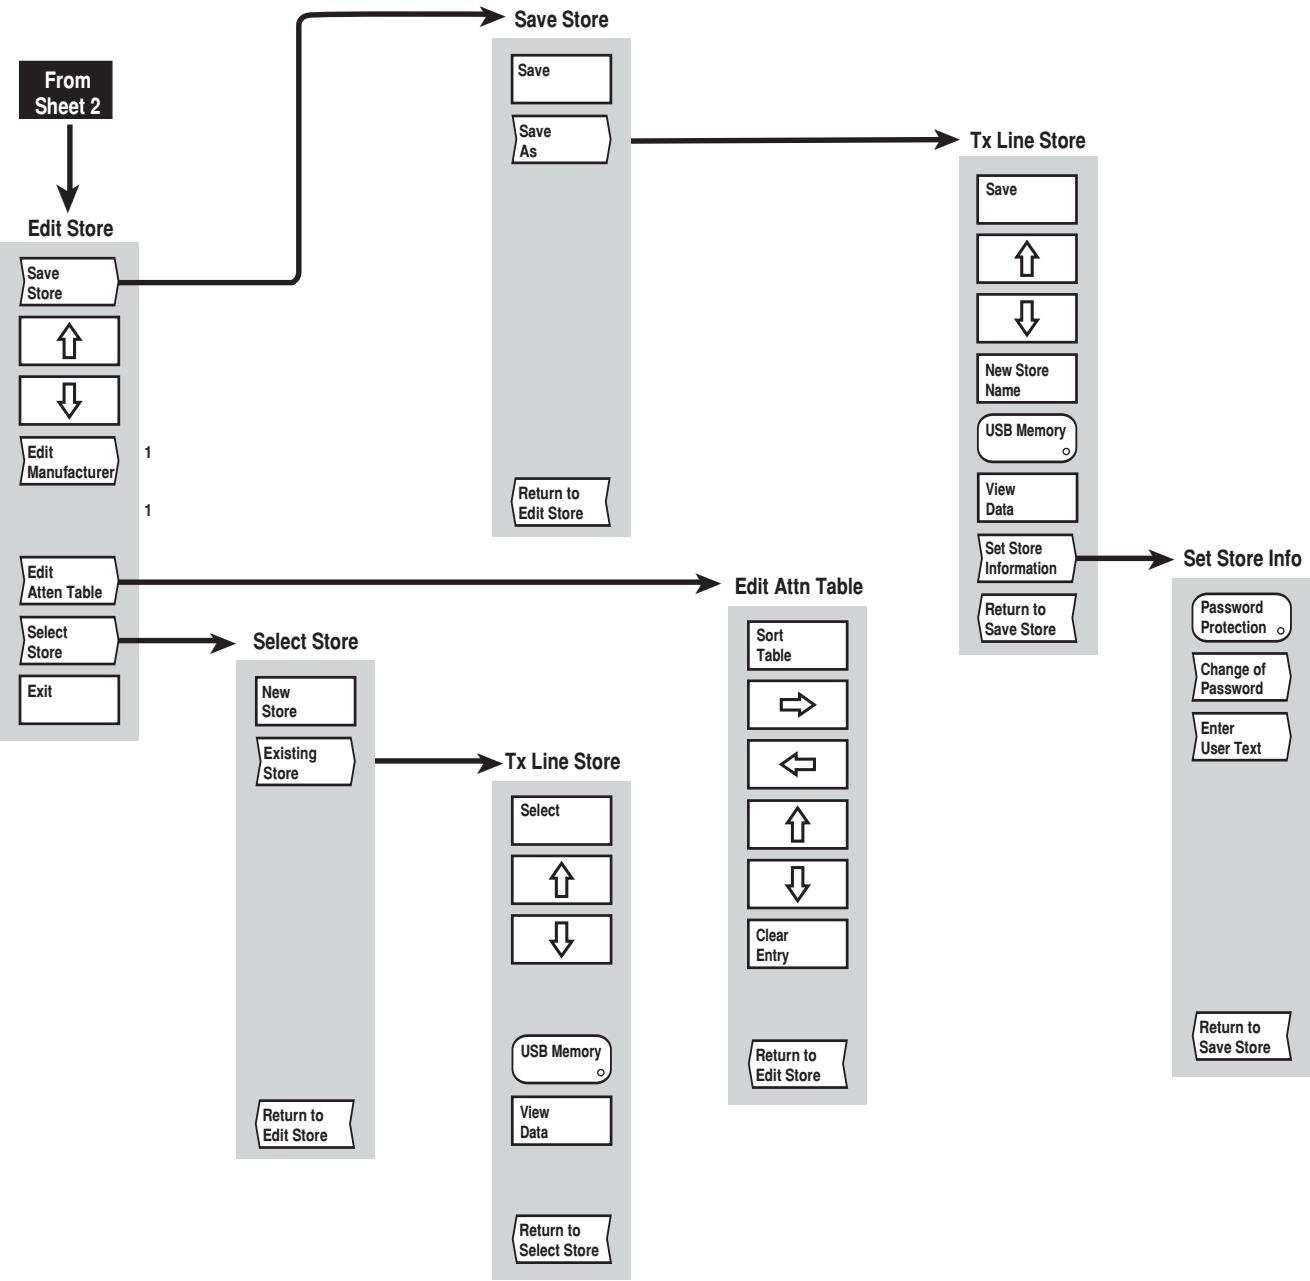 From
Sheet 2
Edit Store
Save
Store
Edit
Manufacturer
1
1
Edit
Atten Table
Select
Store
Exit
Save Store
Save
Save
As
Return to
Edit Store
Tx Line Store
Save
New Store
Name
USB Memory
View
Data
Set Store
Information
Return to
Save Store
Set Store Info
Password
Protection
Change of
Password
Enter
User Text
Return to
Save Store
Edit Attn Table
Sort
Table
Clear
Entry
Return to
Edit Store
Select Store
New
Store
Existing
Store
Return to
Edit Store
Tx Line Store
Select
USB Memory
View
Data
Return to
Select Store